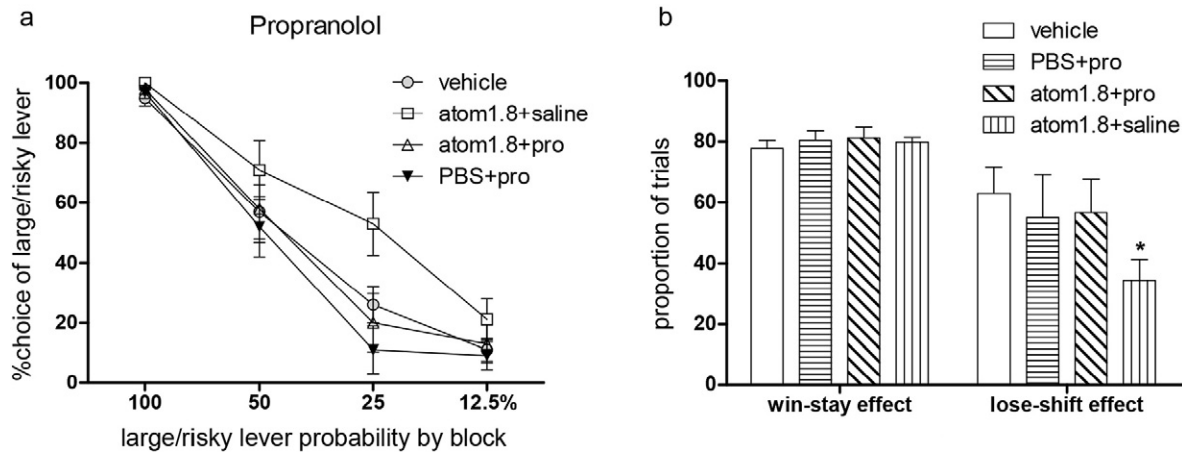 a
Propranolol
%choice of large/risky lever
100
80
60
40
20
0
vehicle
atom1.8+saline
atom1.8+pro
PBS+pro
100 50 25 12.5%
large/risky lever probability by block
b
proportion of trials
100
80
60
40
20
0
vehicle
PBS+pro
atom1.8+pro
atom1.8+saline
*
win-stay effect lose-shift effect